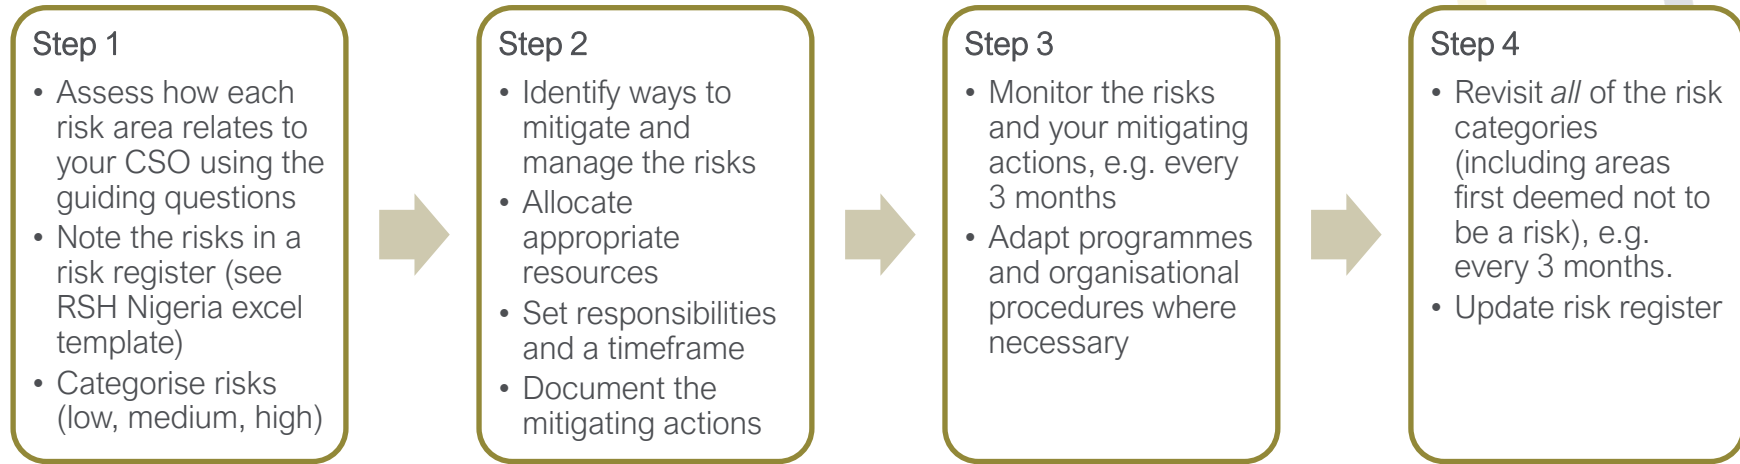 Step 1
• Assess how each
risk area relates to
your CSO using the
guiding questions
• Note the risks in a
risk register (see
RSH Nigeria excel
template)
• Categorise risks
(low, medium, high)
Step 2
• Identify ways to
mitigate and
manage the risks
• Allocate
appropriate
resources
• Set responsibilities
and a timeframe
• Document the
mitigating actions
Step 3
• Monitor the risks
and your mitigating
actions, e.g. every
3 months
• Adapt programmes
and organisational
procedures where
necessary
Step 4
• Revisit all of the risk
categories
(including areas
first deemed not to
be a risk), e.g.
every 3 months.
• Update risk register